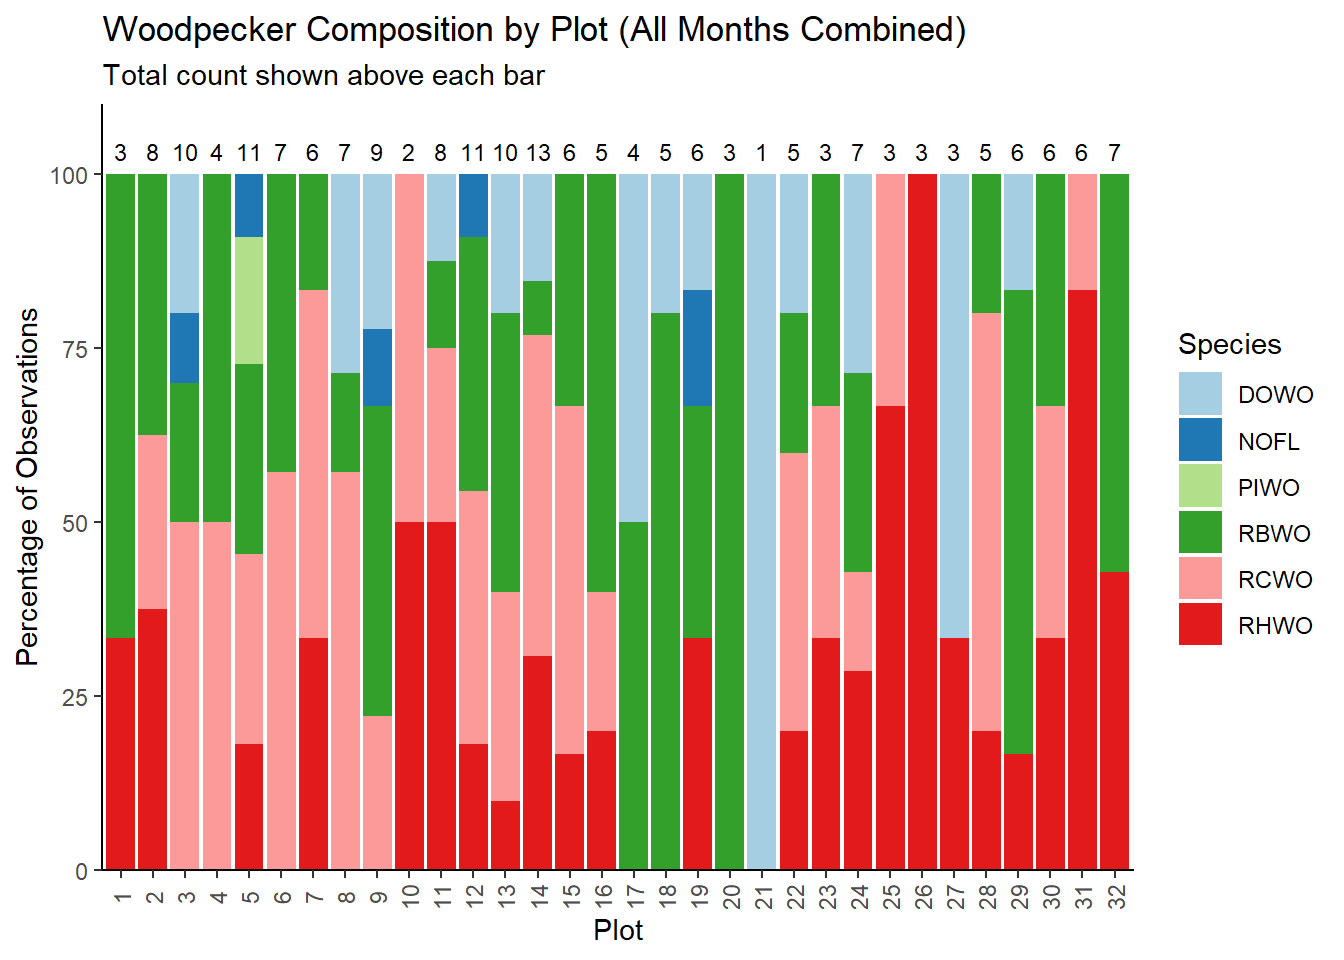 Woodpecker Composition by Plot (All Months Combined)
Total count shown above each bar
3 8 10 4 11 7 6 7 9 2 8 11 10 13 6 5 4 5 6 3 1 5 3 7 3 3 3 5 6 6 6 7
100
75
50
25
0
Percentage of Observations
1 2 3 4 5 6 7 8 9 10 11 12 13 14 15 16 17 18 19 20 21 22 23 24 25 26 27 28 29 30 31 32
Plot
Species
DOWO
NOFL
PIWO
RBWO
RCWO
RHWO